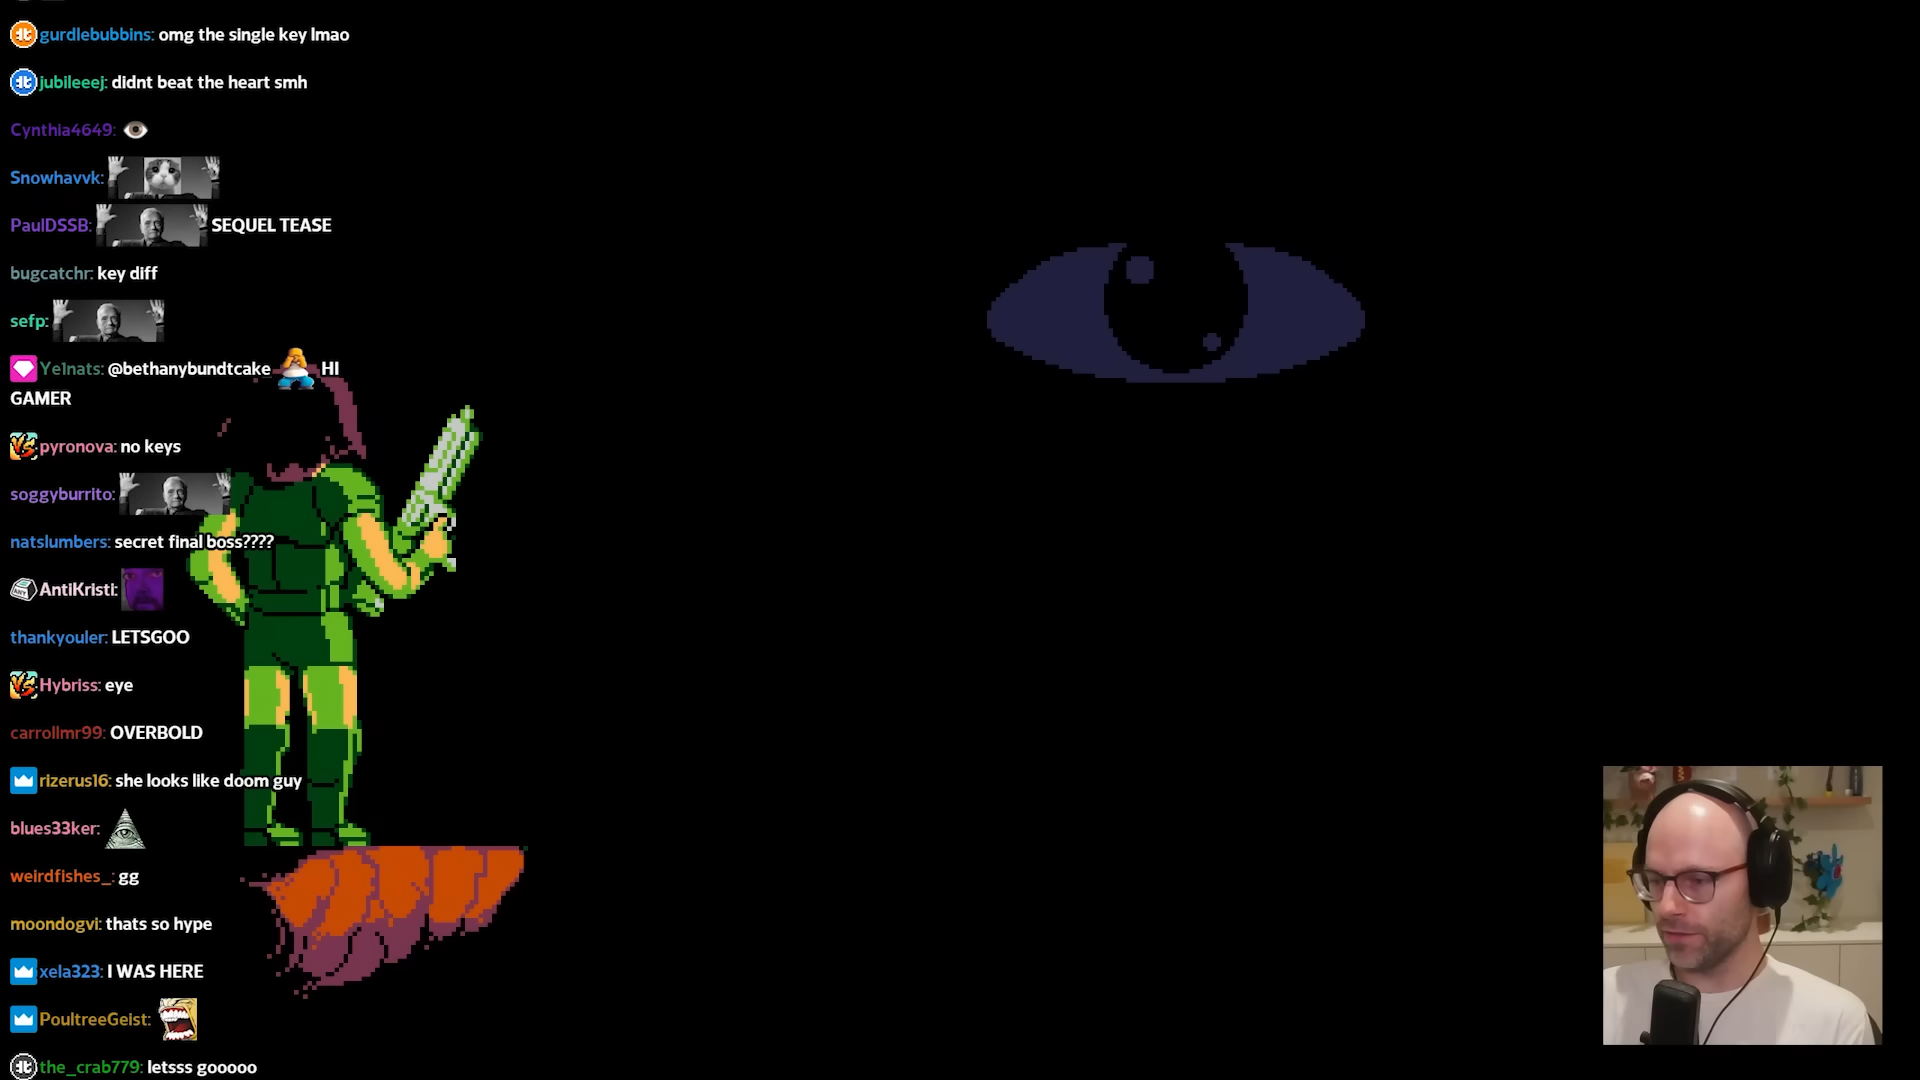 gurdlebubbins: omg the single key lmao
jubileeej: didnt beat the heart smh
Cynthia4649:
Snowhavvk:
PaulDSSB: SEQUEL TEASE
bugcatchr: key diff
sefp:
Ye1nats: @bethanybundtcake HI
GAMER
pyronova: no keys
soggyburrito:
natslumbers: secret final boss????
AntiKristi:
thankyouler: LETSGOO
Hybriss: eye
carrollmr99: OVERBOLD
rizerus16: she looks like doom guy
blues33ker:
weirdfishes_: gg
moondogvi: thats so hype
xela323: I WAS HERE
PoultreeGeist:
the_crab779: letsss gooooo